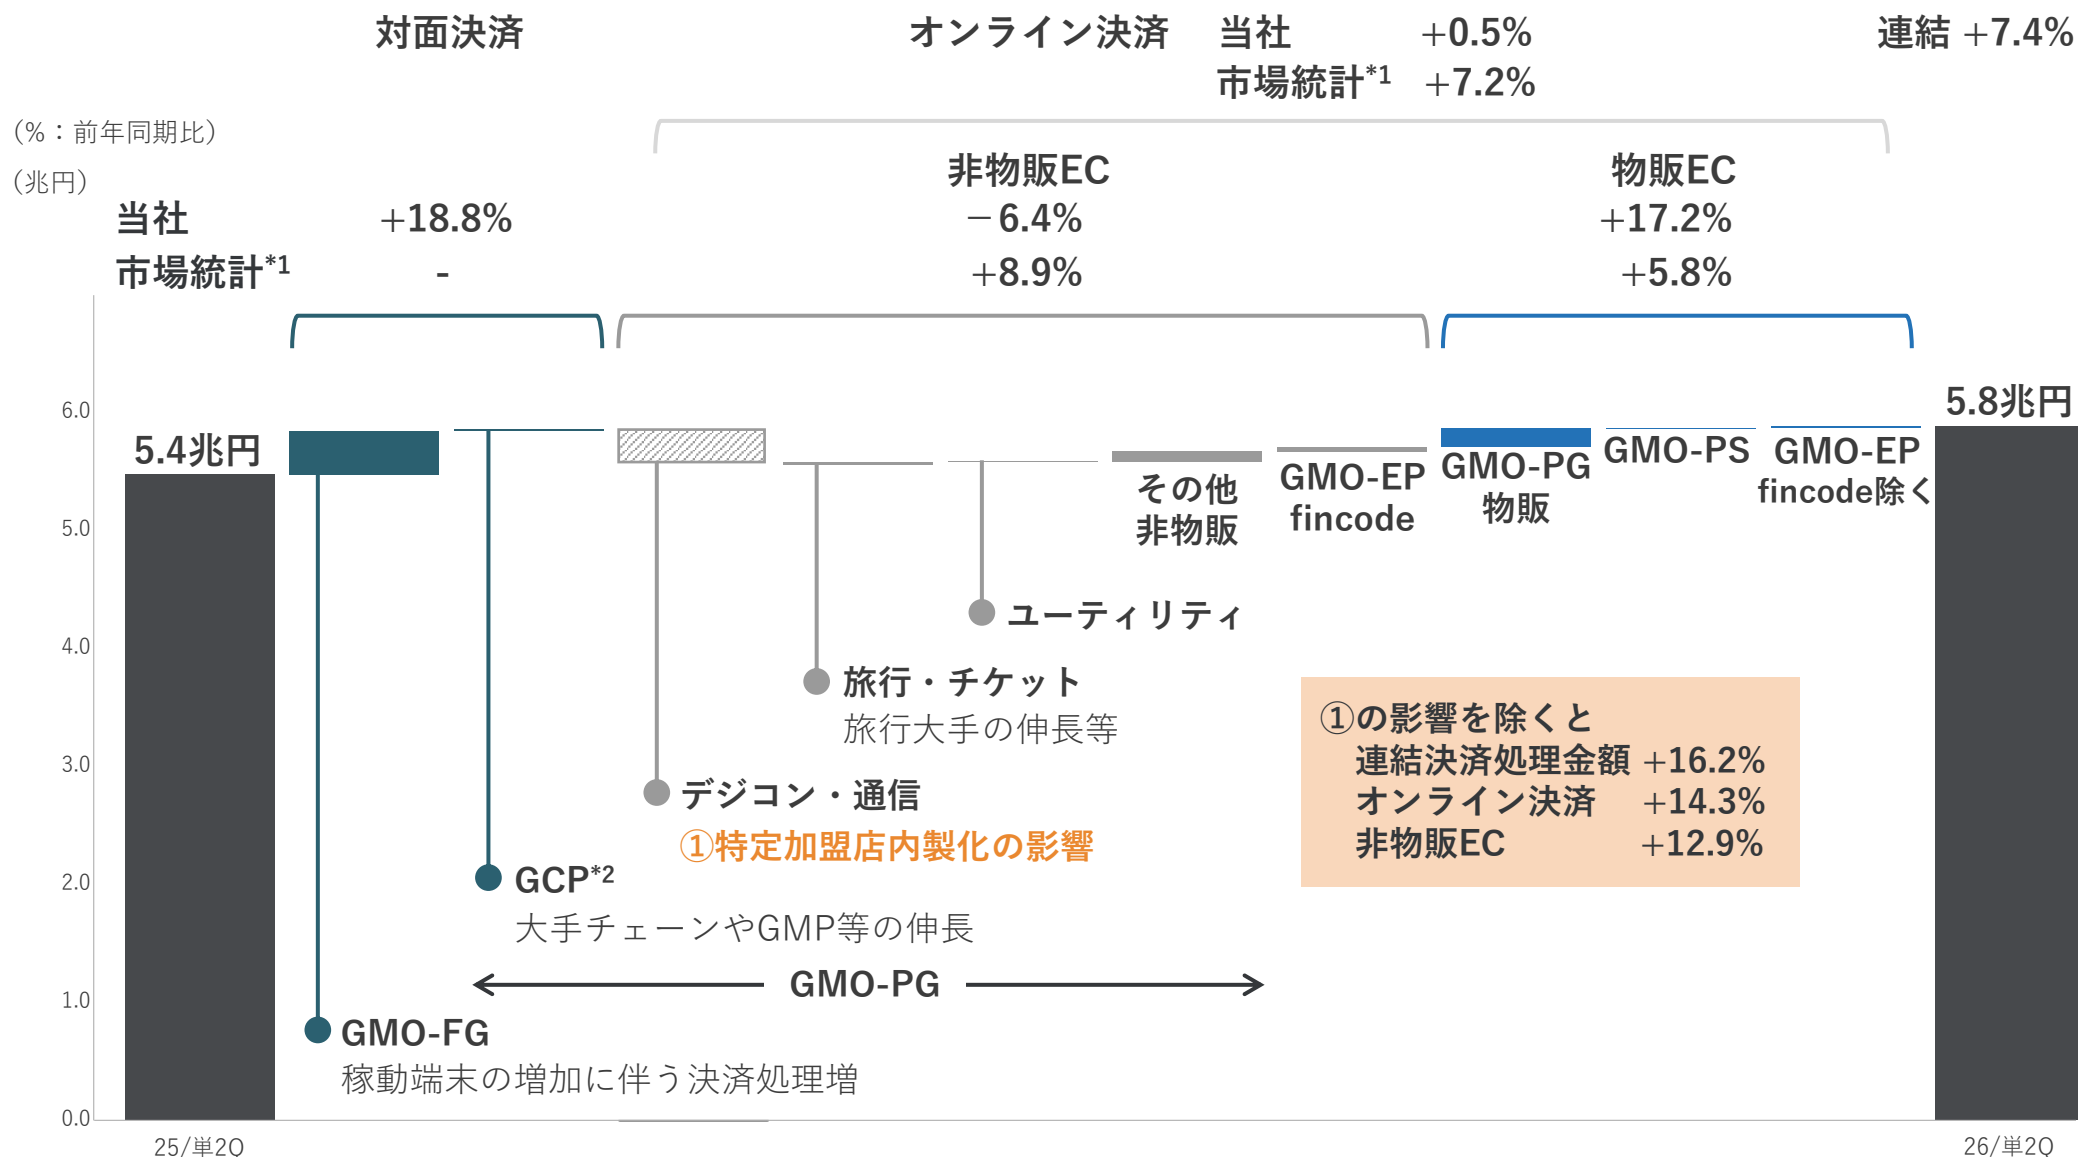 対面決済
オンライン決済 当社 +0.5%
市場統計*1 +7.2%
連結 +7.4%
(%：前年同期比)
(兆円)
非物販EC
物販EC
当社 +18.8% －6.4% +17.2%
市場統計*1 - +8.9% +5.8%
6.0
5.0
4.0
3.0
2.0
1.0
0.0
5.4兆円
5.8兆円
その他
非物販
GMO-EP
fincode
GMO-PG
物販
GMO-PS
GMO-EP
fincode除く
ユーティリティ
旅行・チケット
旅行大手の伸長等
デジコン・通信
①特定加盟店内製化の影響
GCP*2
大手チェーンやGMP等の伸長
GMO-PG
GMO-FG
稼動端末の増加に伴う決済処理増
①の影響を除くと
連結決済処理金額 +16.2%
オンライン決済 +14.3%
非物販EC +12.9%
25/単2Q
26/単2Q